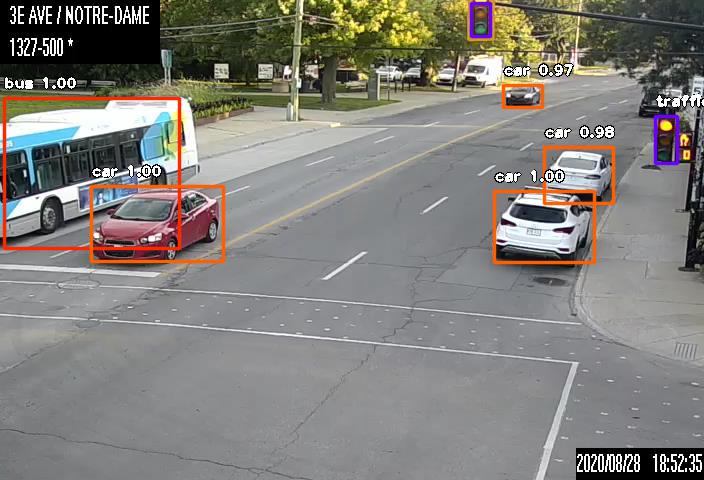 3E AVE / NOTRE-DAME
1327-500 *
bus 1.00
car 0.97
traffic
car 0.98
car 1.00
car 1.00
2020/08/28 18:52:35